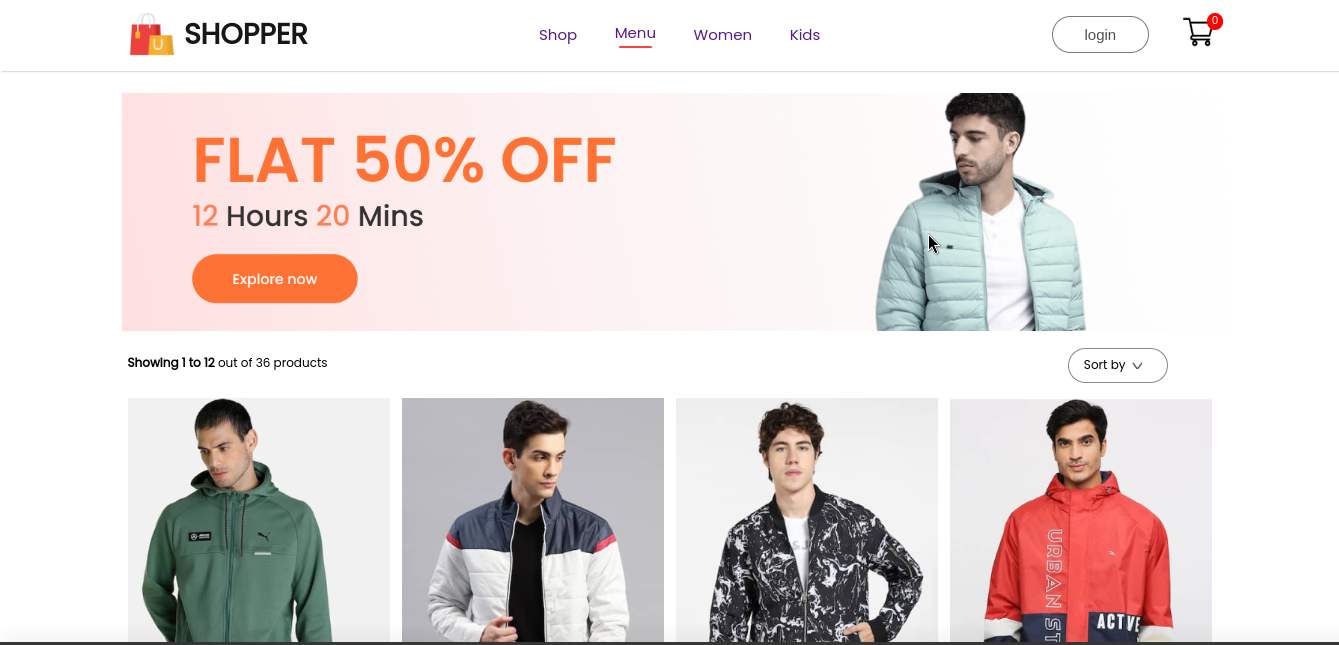 SHOPPER
Shop
Menu
Women
Kids
login
0
FLAT 50% OFF
12 Hours 20 Mins
Explore now
Showing 1 to 12 out of 36 products
Sort by
URBAN ST
ACTVE